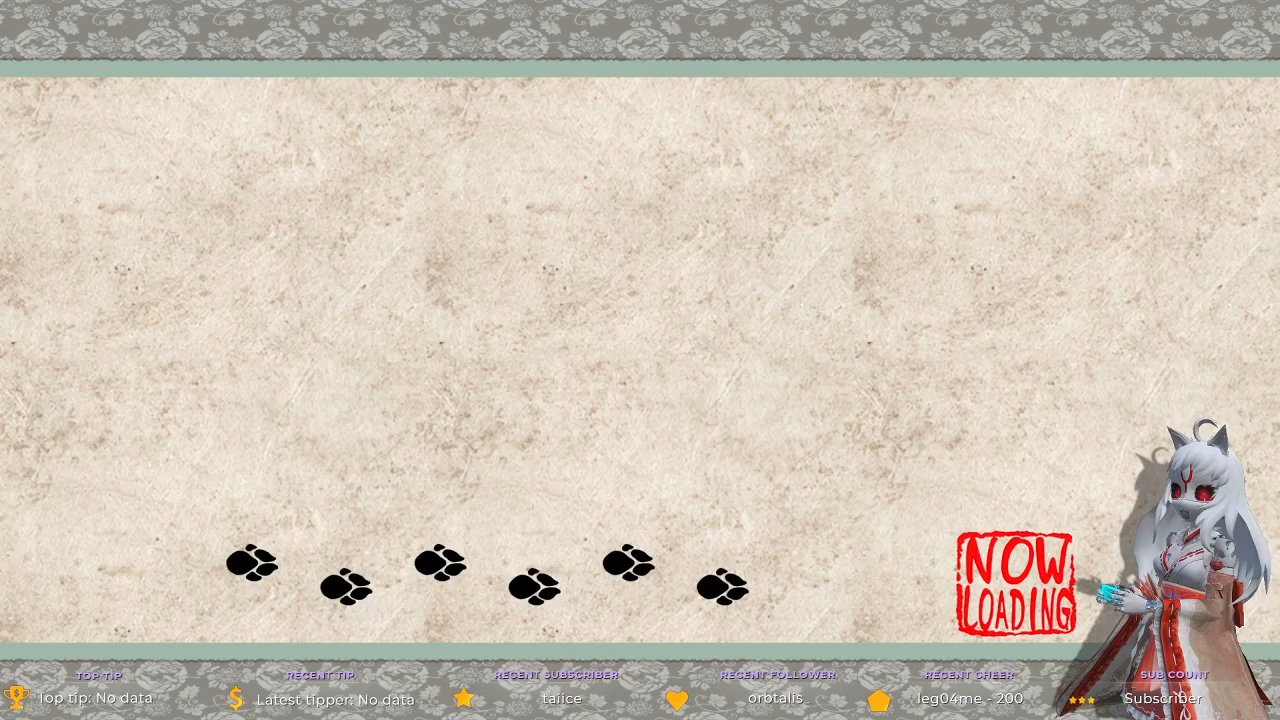 NOW
LOADING
TOP TIP
Top tip: No data
RECENT TIP
Latest tipper: No data
RECENT SUBSCRIBER
taiice
RECENT FOLLOWER
orbtalis
RECENT CHEER
leg04me - 200
SUB COUNT
Subscriber